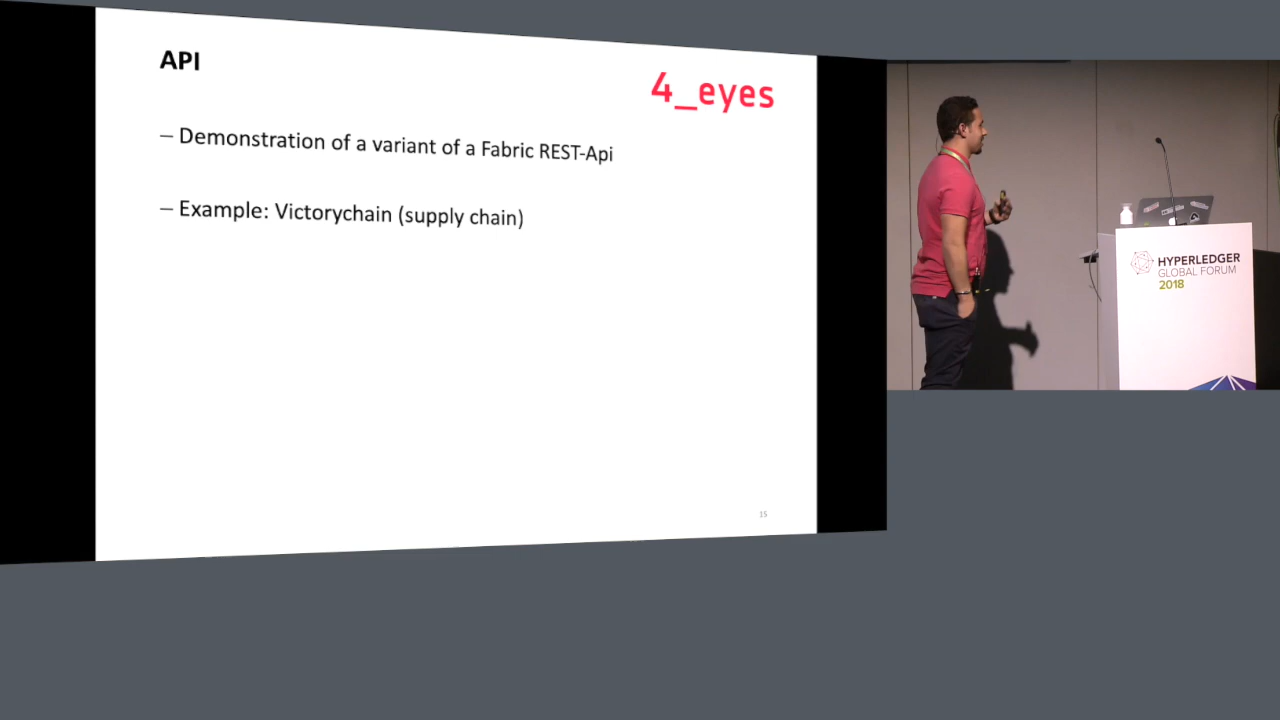 API
4_eyes
– Demonstration of a variant of a Fabric REST-Api
– Example: Victorychain (supply chain)
15
HYPERLEDGER
GLOBAL FORUM
2018